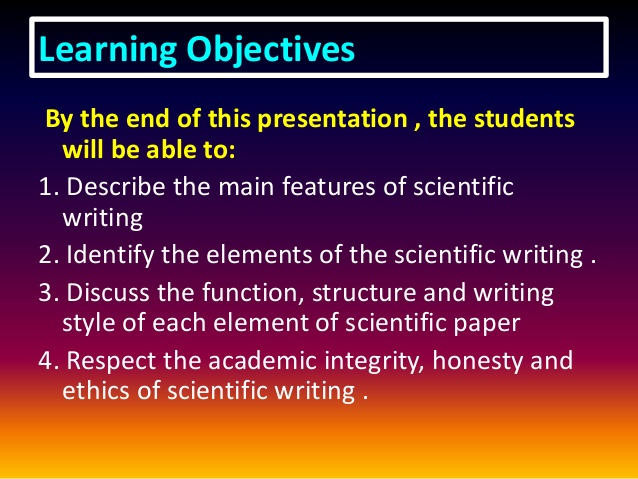 Learning Objectives
By the end of this presentation , the students
will be able to:
1. Describe the main features of scientific
writing
2. Identify the elements of the scientific writing .
3. Discuss the function, structure and writing
style of each element of scientific paper
4. Respect the academic integrity, honesty and
ethics of scientific writing .